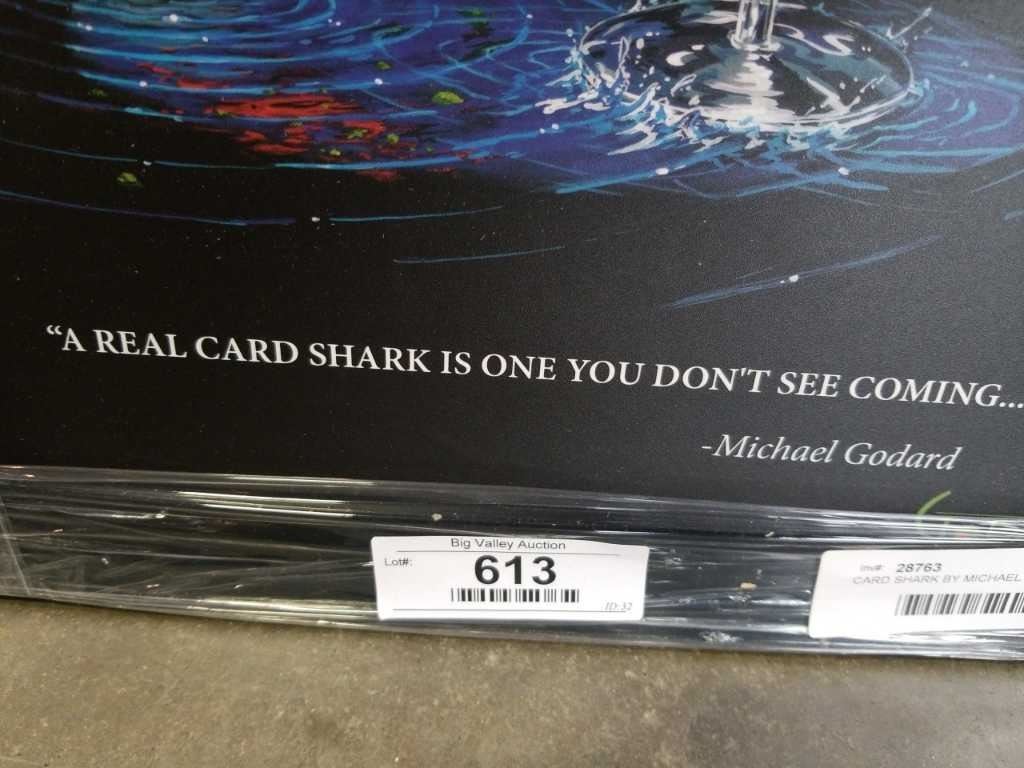 “A REAL CARD SHARK IS ONE YOU DON'T SEE COMING...
-Michael Godard
Big Valley Auction
Lot#:
613
ID:32
Inv#: 28763
CARD SHARK BY MICHAEL